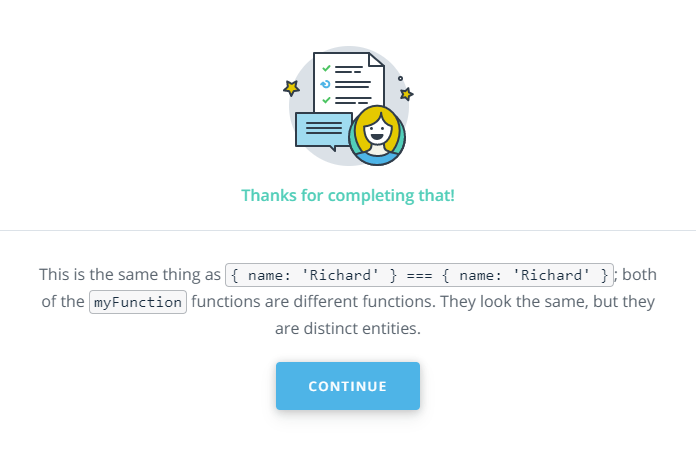 Thanks for completing that!
This is the same thing as { name: 'Richard' } === { name: 'Richard' }; both
of the myFunction functions are different functions. They look the same, but they
are distinct entities.
CONTINUE